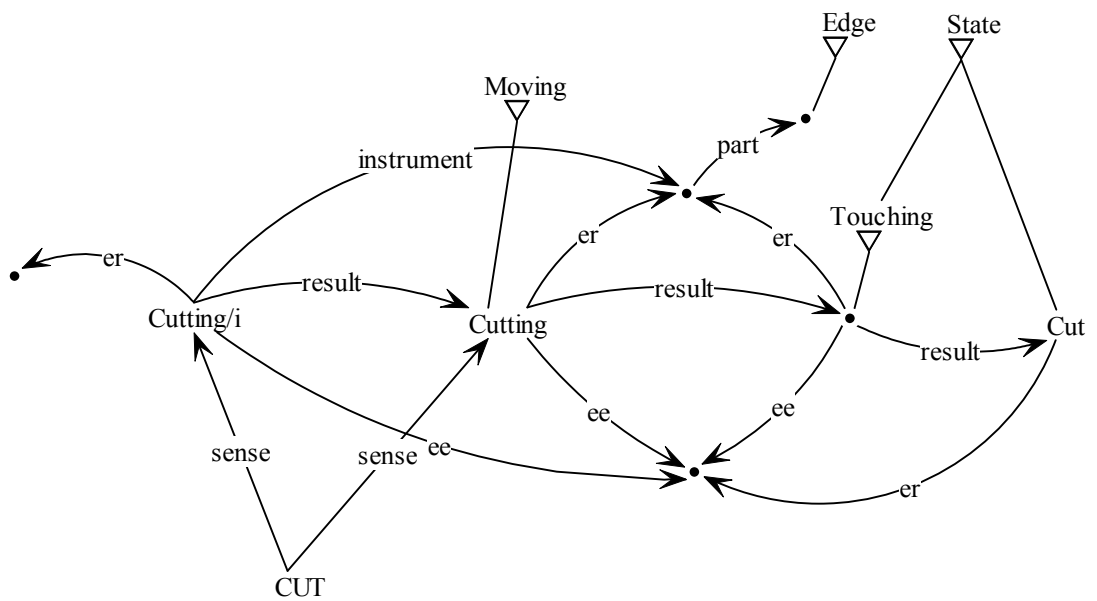 Edge
State
Moving
part
instrument
Touching
er
er
er
result
result
Cutting/i
Cutting
Cut
result
ee
ee
sense
sense
ee
er
CUT